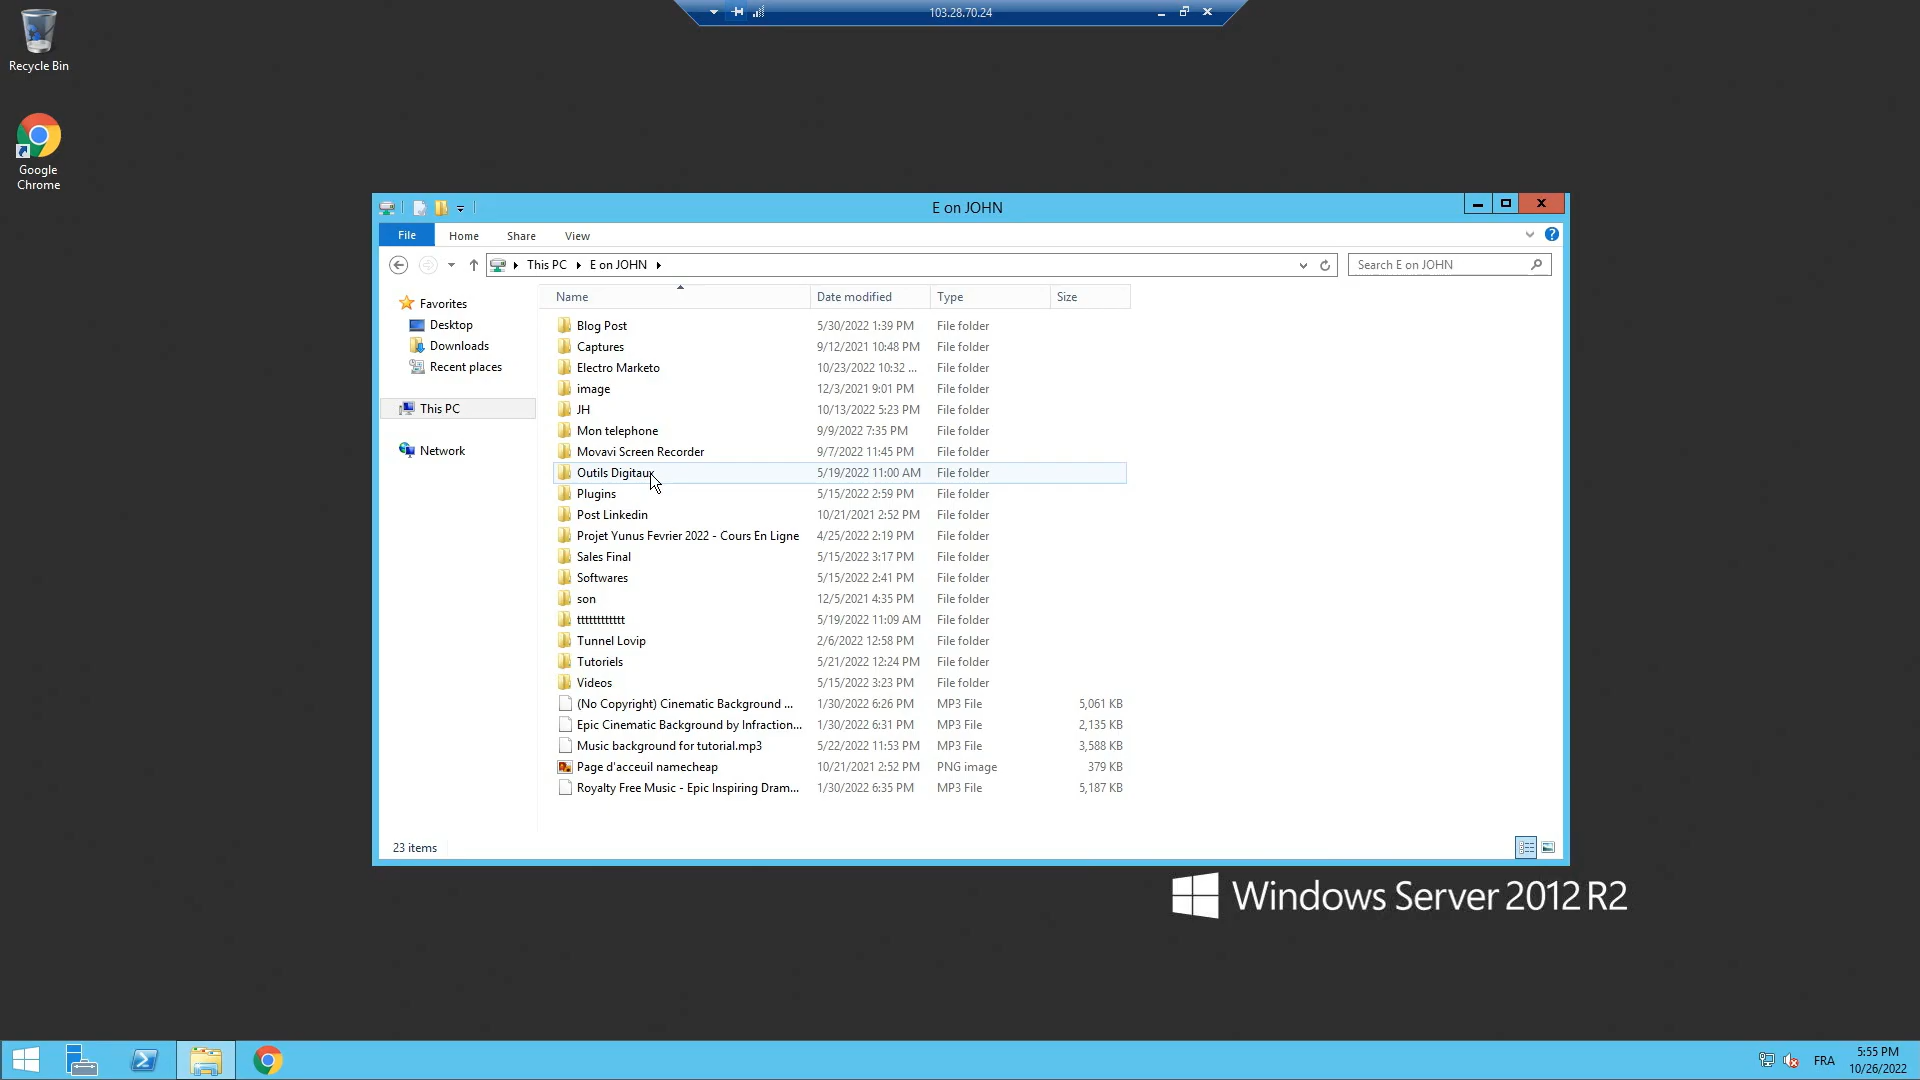 103.28.70.24
Recycle Bin
Google
Chrome
E on JOHN
File Home Share View
This PC E on JOHN
Search E on JOHN
Favorites
Desktop
Downloads
Recent places
This PC
Network
Name Date modified Type Size
Blog Post 5/30/2022 1:39 PM File folder
Captures 9/12/2021 10:48 PM File folder
Electro Marketo 10/23/2022 10:32 ... File folder
image 12/3/2021 9:01 PM File folder
JH 10/13/2022 5:23 PM File folder
Mon telephone 9/9/2022 7:35 PM File folder
Movavi Screen Recorder 9/7/2022 11:45 PM File folder
Outils Digitaux 5/19/2022 11:00 AM File folder
Plugins 5/15/2022 2:59 PM File folder
Post Linkedin 10/21/2021 2:52 PM File folder
Projet Yunus Fevrier 2022 - Cours En Ligne 4/25/2022 2:19 PM File folder
Sales Final 5/15/2022 3:17 PM File folder
Softwares 5/15/2022 2:41 PM File folder
son 12/5/2021 4:35 PM File folder
tttttttttttt 5/19/2022 11:09 AM File folder
Tunnel Lovip 2/6/2022 12:58 PM File folder
Tutoriels 5/21/2022 12:24 PM File folder
Videos 5/15/2022 3:23 PM File folder
(No Copyright) Cinematic Background ... 1/30/2022 6:26 PM MP3 File 5,061 KB
Epic Cinematic Background by Infraction... 1/30/2022 6:31 PM MP3 File 2,135 KB
Music background for tutorial.mp3 5/22/2022 11:53 PM MP3 File 3,588 KB
Page d'acceuil namecheap 10/21/2021 2:52 PM PNG image 379 KB
Royalty Free Music - Epic Inspiring Dram... 1/30/2022 6:35 PM MP3 File 5,187 KB
23 items
Windows Server 2012 R2
FRA
5:55 PM
10/26/2022